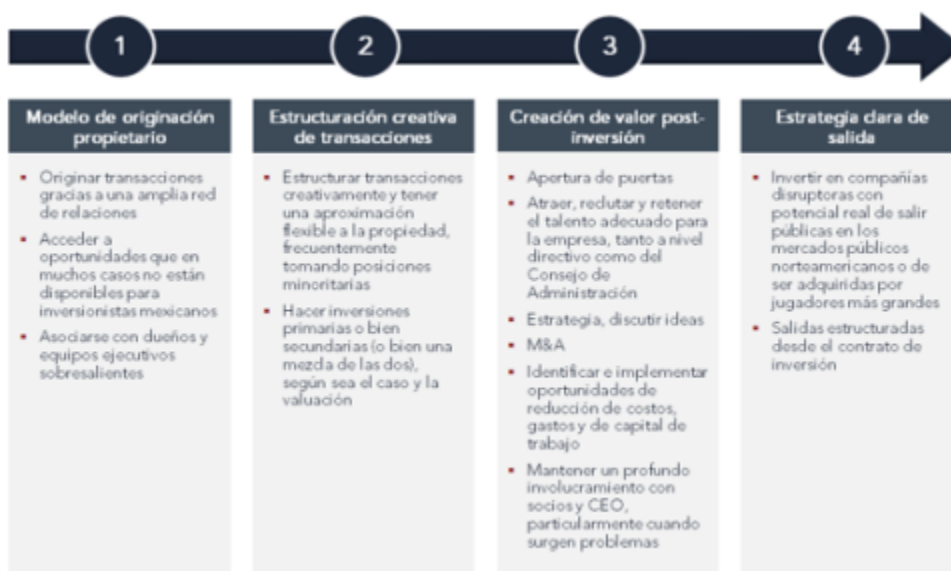 1
2
3
4
Modelo de originación
propietario
Originar transacciones
gracias a una amplia red
de relaciones
Acceder a
oportunidades que en
muchos casos no están
disponibles para
inversionistas mexicanos
Asociarse con dueños y
equipos ejecutivos
sobresalientes
Estructuración creativa
de transacciones
Estructurar transacciones
creativamente y tener
una aproximación
flexible a la propiedad,
frecuentemente
tomando posiciones
minoritarias
Hacer inversiones
primarias o bien
secundarias (o bien una
mezcla de las dos),
según sea el caso y la
valuación
Creación de valor post-
inversión
Apertura de puertas
Atraer, reclutar y retener
el talento adecuado para
la empresa, tanto a nivel
directivo como del
Consejo de
Administración
Estrategia, discutir ideas
M&A
Identificar e implementar
oportunidades de
reducción de costos,
gastos y de capital de
trabajo
Mantener un profundo
involucramiento con
socios y CEO,
particularmente cuando
surgen problemas
Estrategia clara de
salida
Invertir en compañías
disruptoras con
potencial real de salir
públicas en los
mercados públicos
norteamericanos o de
ser adquiridas por
jugadores más grandes
Salidas estructuradas
desde el contrato de
inversión